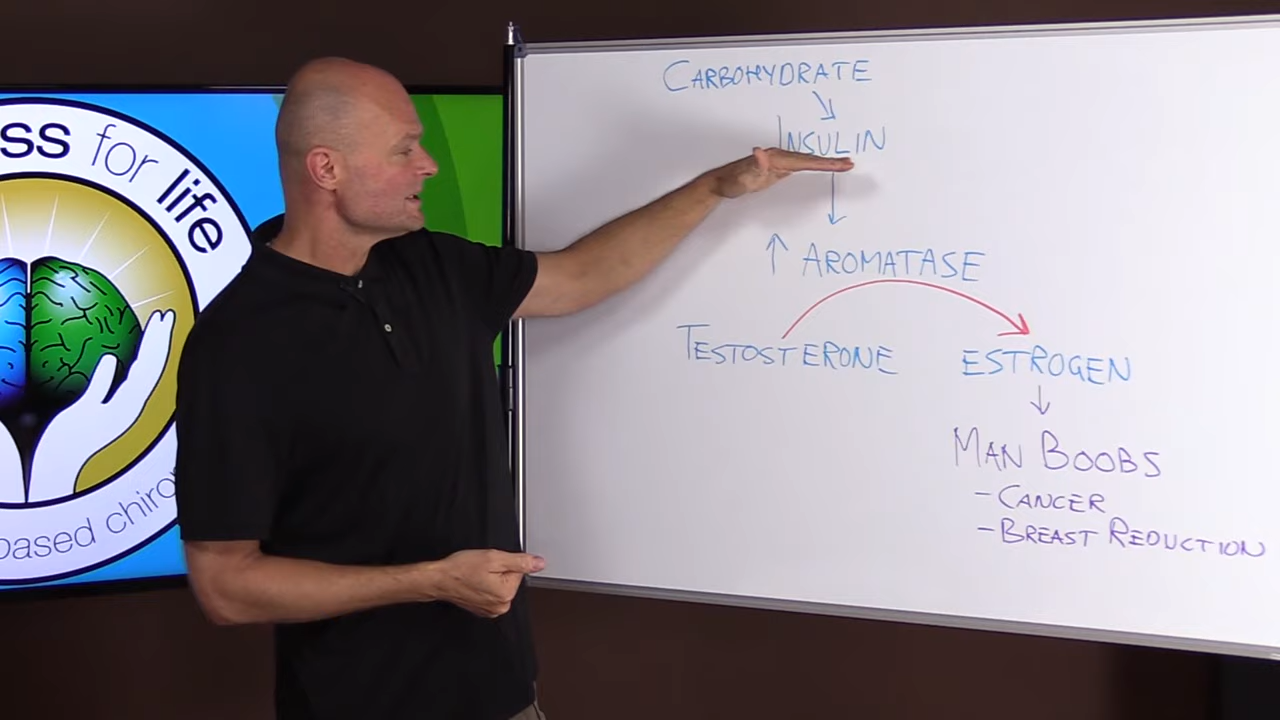 ss for life
based chiro
CARBOHYDRATE
INSULIN
AROMATASE
TESTOSTERONE
ESTROGEN
MAN BOOBS
- CANCER
- BREAST REDUCTION